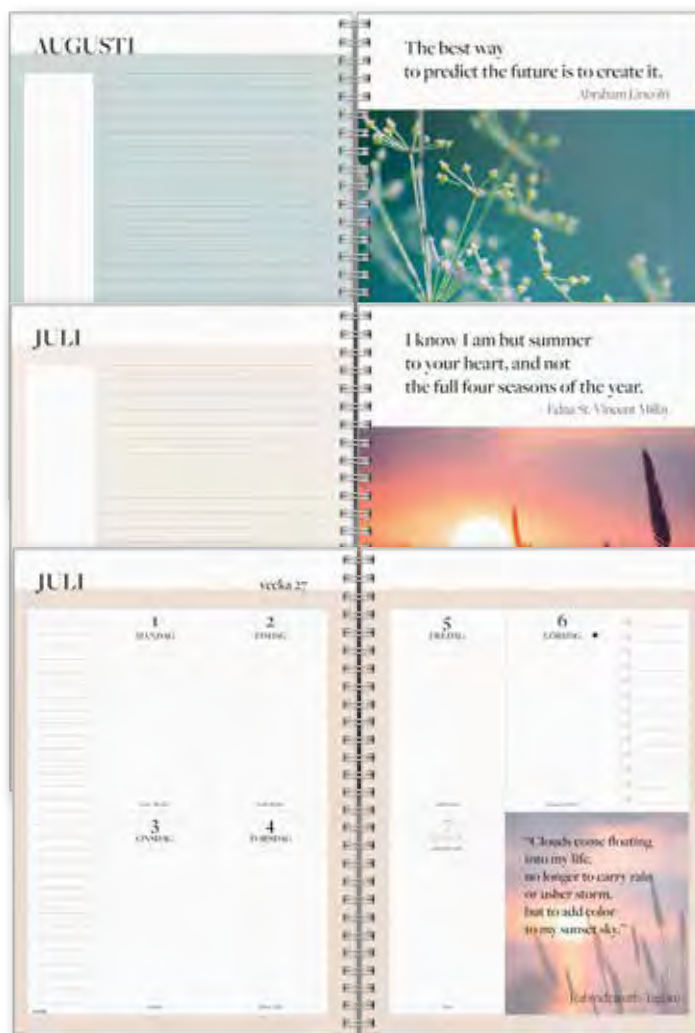 AUGUSTI
The best way
to predict the future is to create it.
Abraham Lincoln
JULI
I know I am but summer
to your heart, and not
the full four seasons of the year.
Edna St. Vincent Millay
JULI
vecka 27
1
MÅNDAG
2
TISDAG
3
ONSDAG
4
TORSDAG
5
FREDAG
6
LÖRDAG
7
"Clouds come floating
into my life,
no longer to carry rain
or usher storm,
but to add color
to my sunset sky."
Rabindranath Tagore